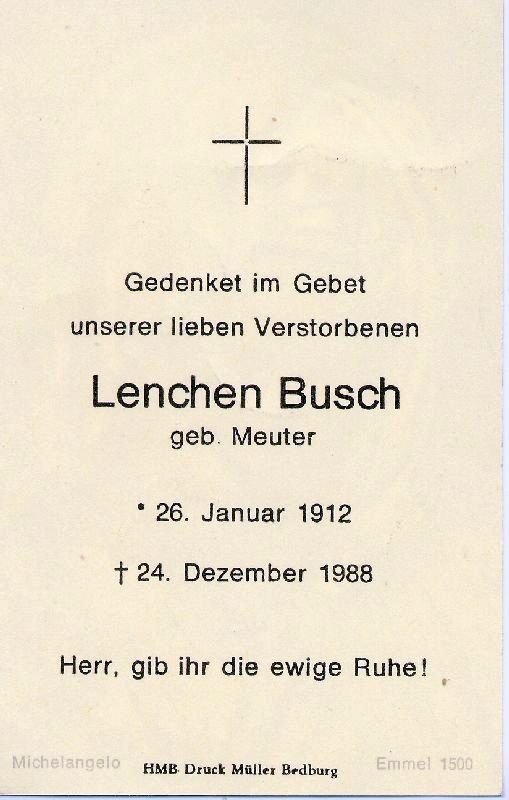 Gedenket im Gebet
unserer lieben Verstorbenen
Lenchen Busch
geb. Meuter
* 26. Januar 1912
† 24. Dezember 1988
Herr, gib ihr die ewige Ruhe!
Michelangelo HMB Druck Müller Bedburg Emmel 1500